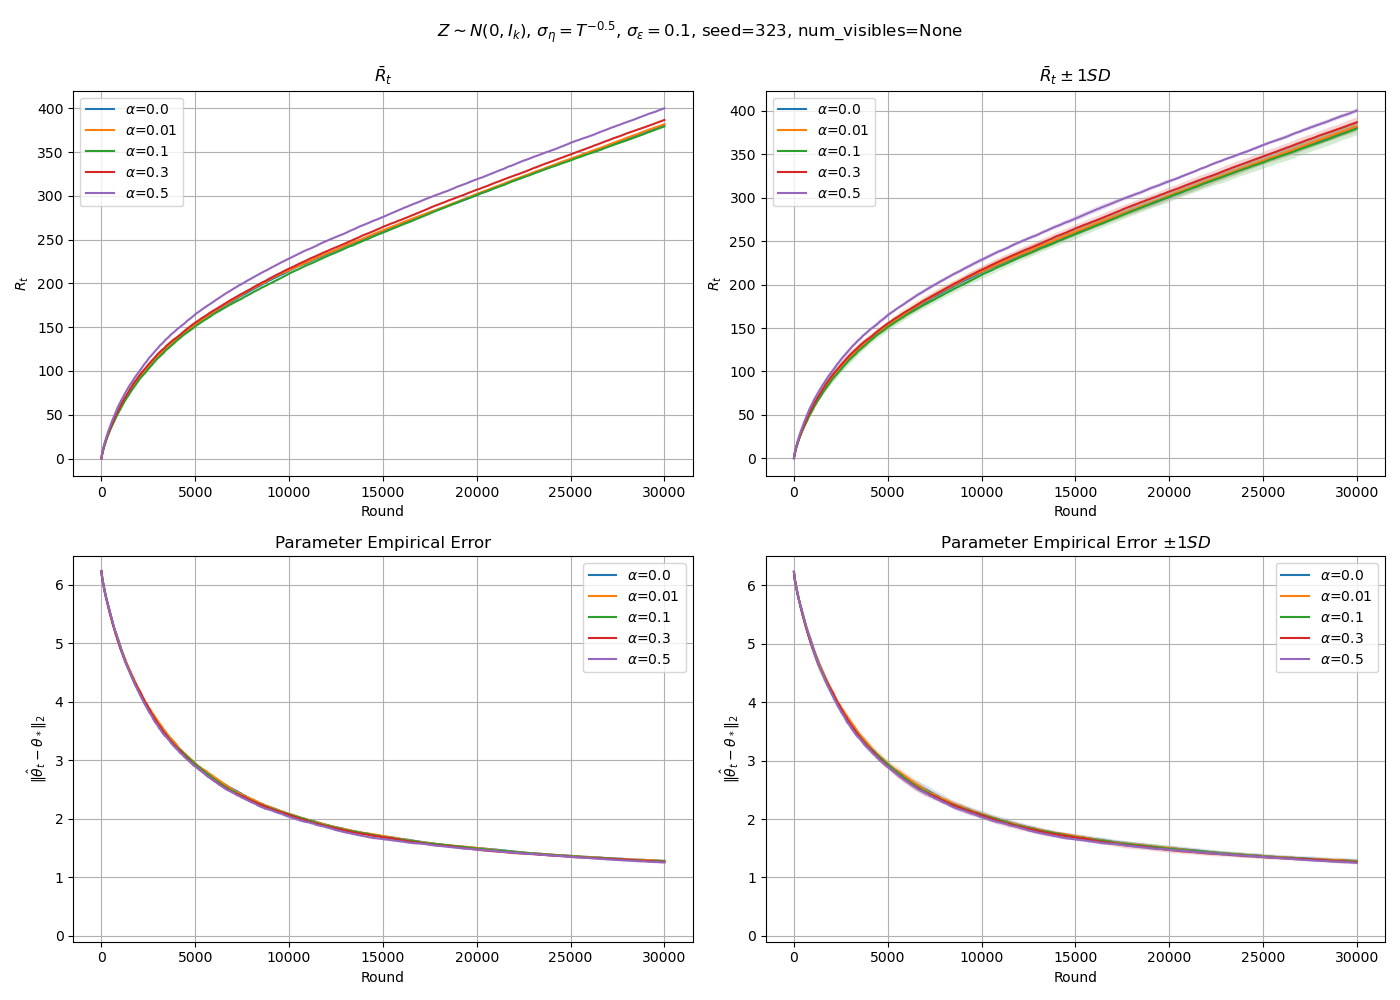 Z ∼ N(0, I_k), σ_η = T^{−0.5}, σ_ε = 0.1, seed=323, num_visibles=None
R̄_t
R_t
400
350
300
250
200
150
100
50
0
α=0.0
α=0.01
α=0.1
α=0.3
α=0.5
0 5000 10000 15000 20000 25000 30000
Round
R̄_t ± 1SD
R_t
400
350
300
250
200
150
100
50
0
α=0.0
α=0.01
α=0.1
α=0.3
α=0.5
0 5000 10000 15000 20000 25000 30000
Round
Parameter Empirical Error
‖θ̂_t − θ_*‖_2
6
5
4
3
2
1
0
α=0.0
α=0.01
α=0.1
α=0.3
α=0.5
0 5000 10000 15000 20000 25000 30000
Round
Parameter Empirical Error ±1SD
‖θ̂_t − θ_*‖_2
6
5
4
3
2
1
0
α=0.0
α=0.01
α=0.1
α=0.3
α=0.5
0 5000 10000 15000 20000 25000 30000
Round